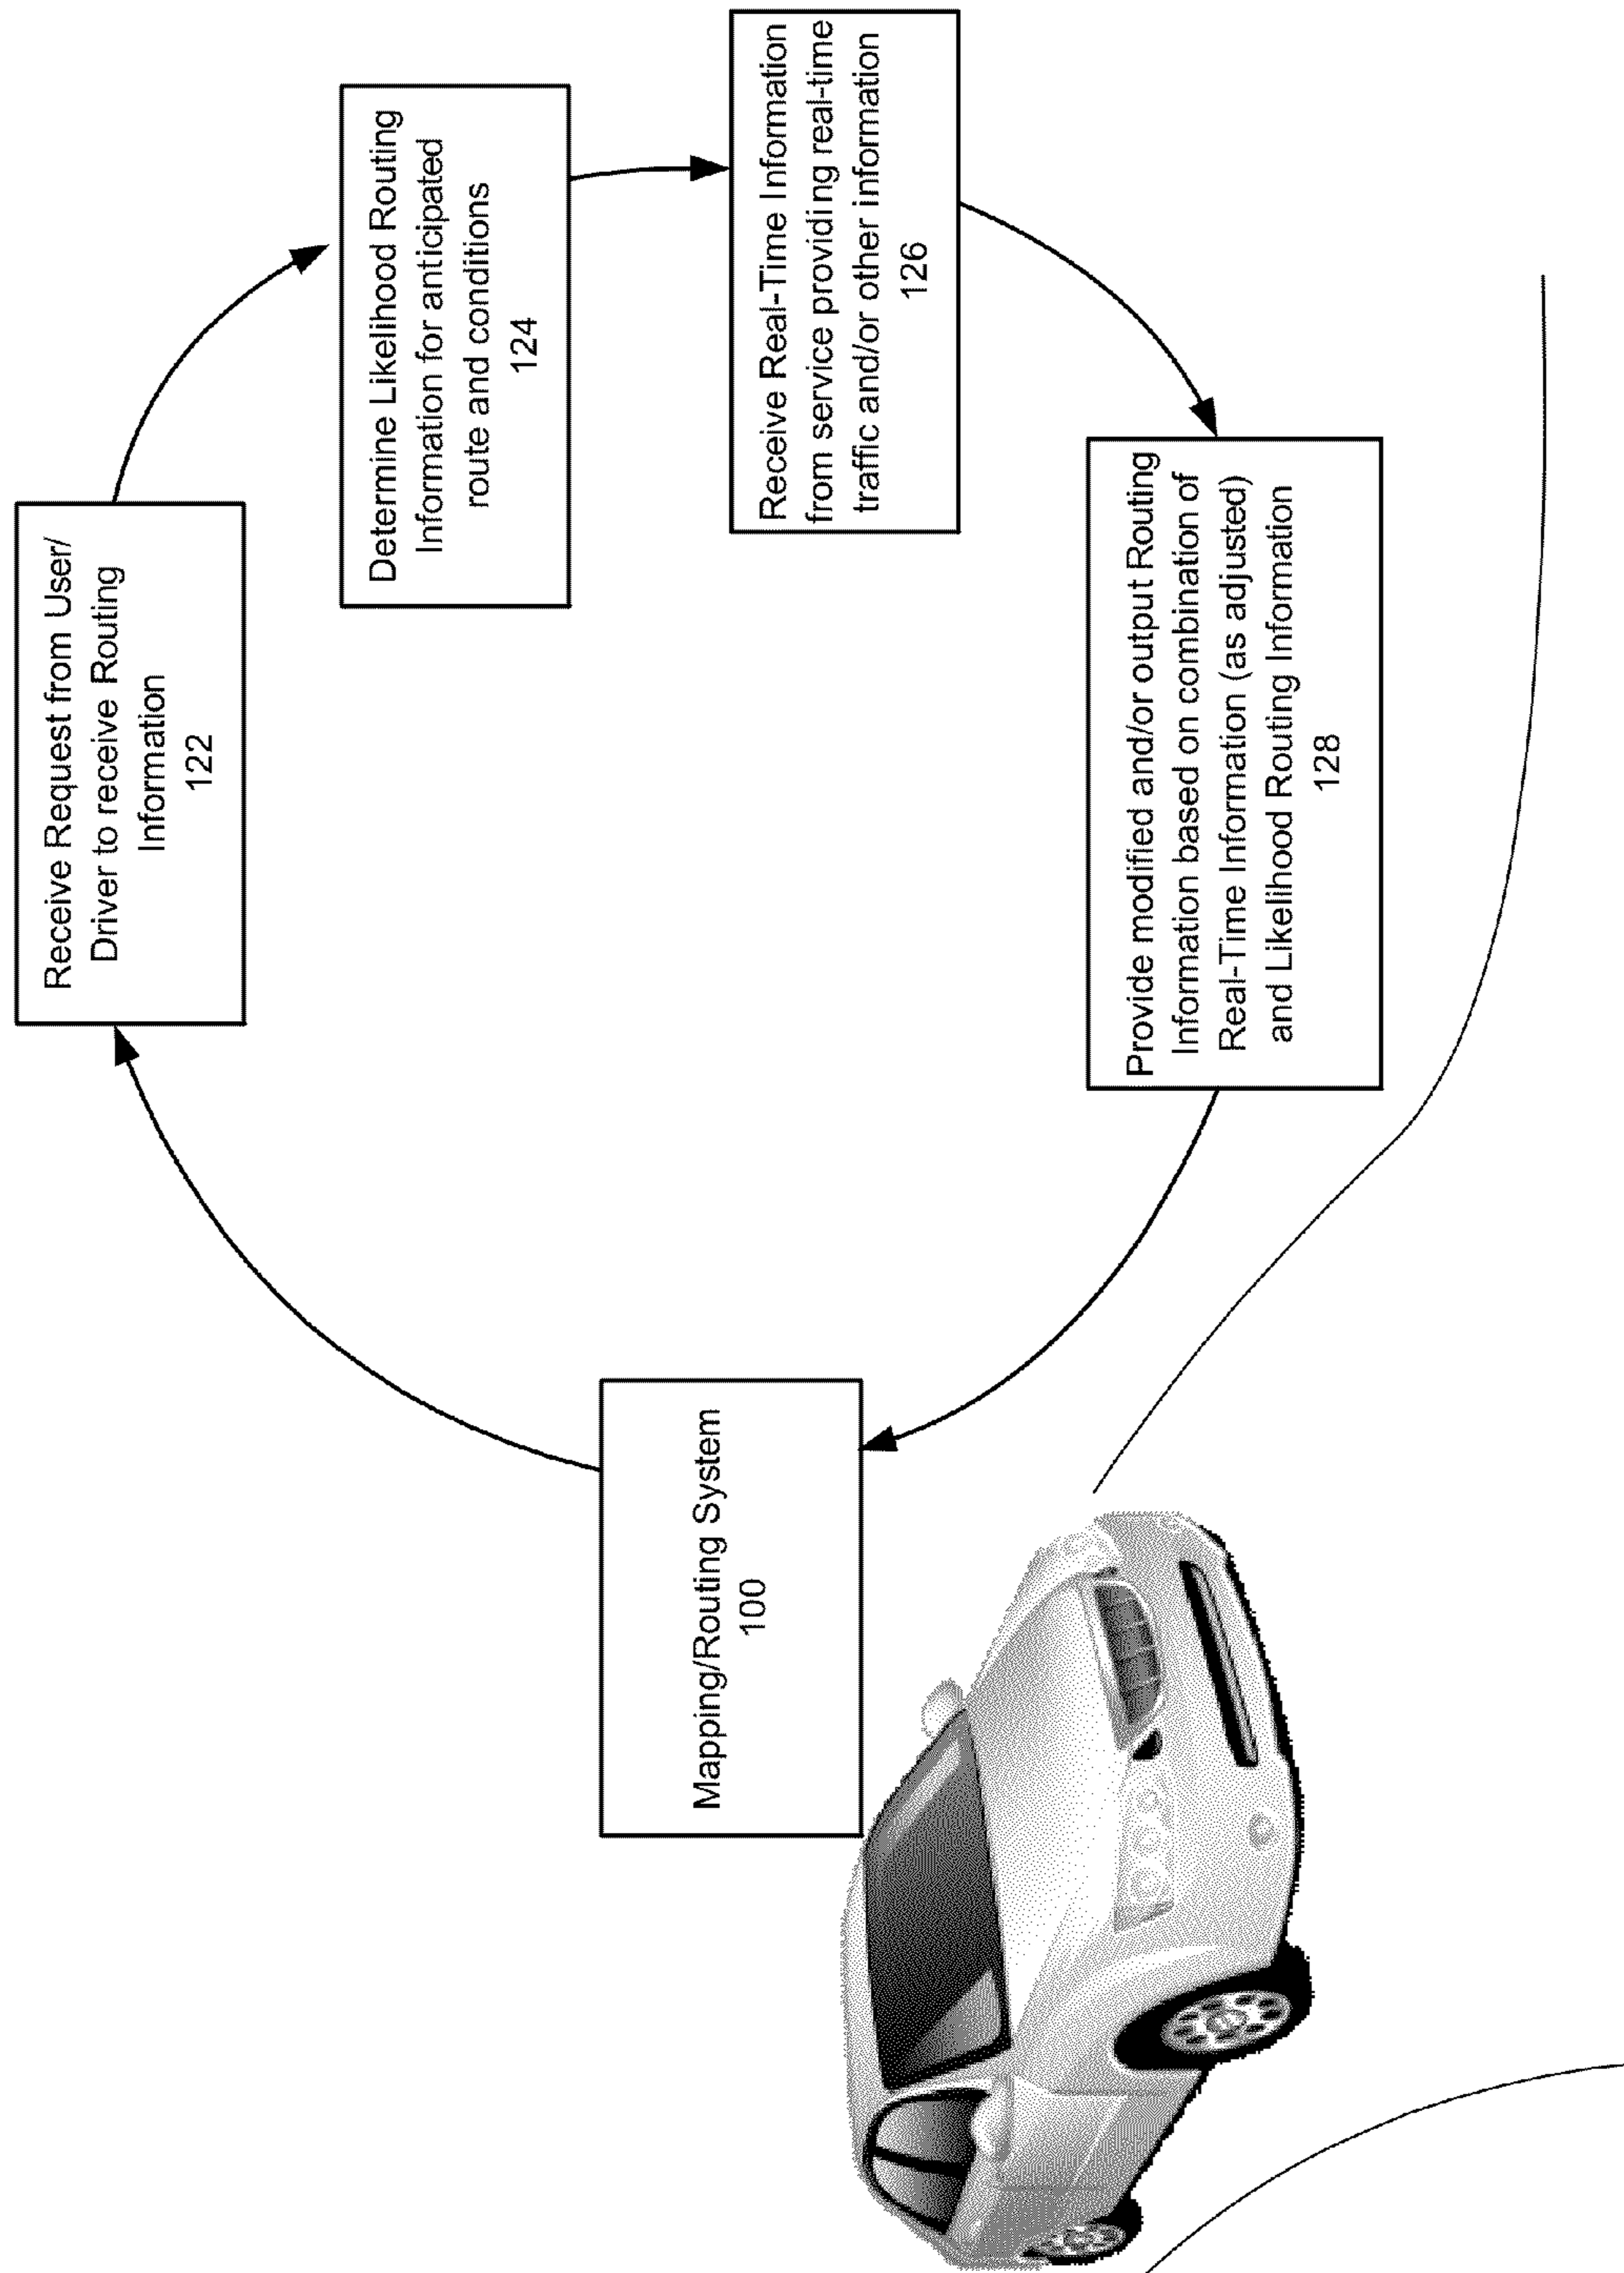 Receive Request from User/
Driver to receive Routing
Information
122
Determine Likelihood Routing
Information for anticipated
route and conditions
124
Receive Real-Time Information
from service providing real-time
traffic and/or other information
126
Provide modified and/or output Routing
Information based on combination of
Real-Time Information (as adjusted)
and Likelihood Routing Information
128
Mapping/Routing System
100